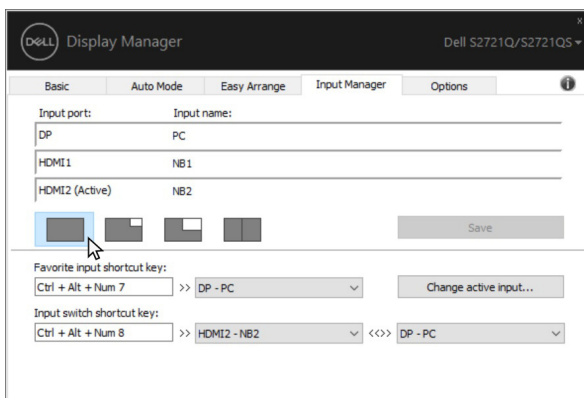 x
DELL Display Manager Dell S2721Q/S2721QS
Basic Auto Mode Easy Arrange Input Manager Options i
Input port: Input name:
DP PC
HDMI1 NB1
HDMI2 (Active) NB2
Save
Favorite input shortcut key:
Ctrl + Alt + Num 7 >> DP - PC Change active input...
Input switch shortcut key:
Ctrl + Alt + Num 8 >> HDMI2 - NB2 <<>> DP - PC